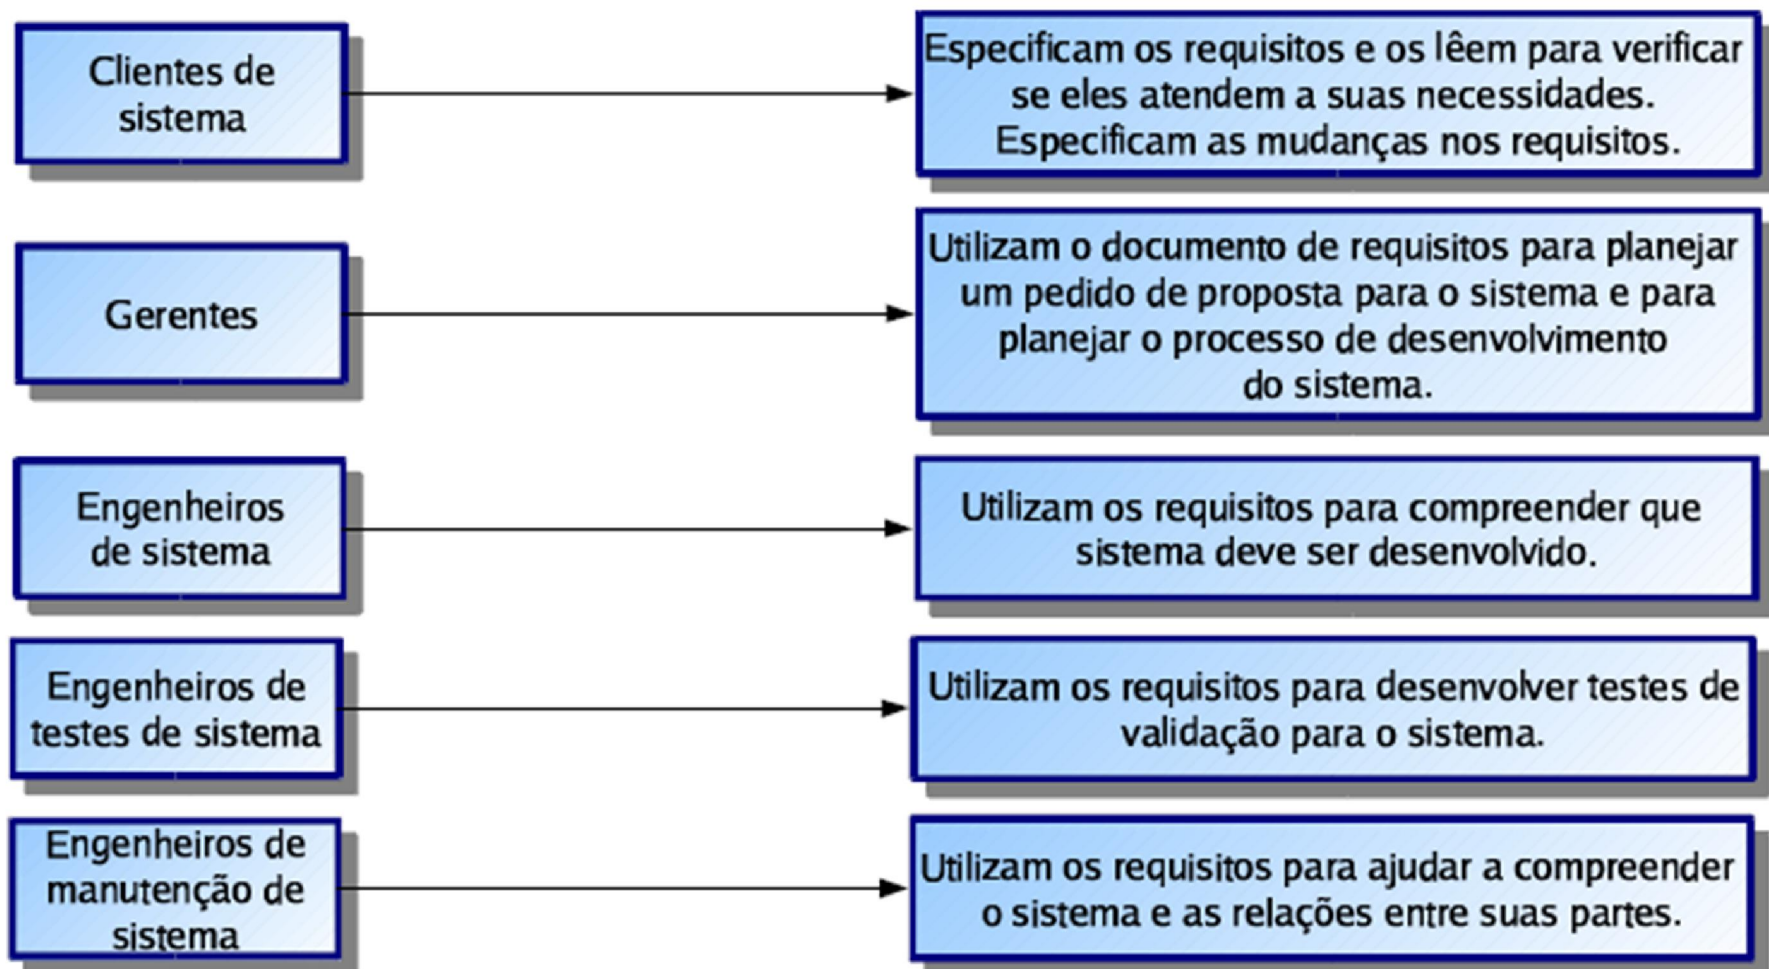 Clientes de
sistema
Especificam os requisitos e os lêem para verificar
se eles atendem a suas necessidades.
Especificam as mudanças nos requisitos.
Gerentes
Utilizam o documento de requisitos para planejar
um pedido de proposta para o sistema e para
planejar o processo de desenvolvimento
do sistema.
Engenheiros
de sistema
Utilizam os requisitos para compreender que
sistema deve ser desenvolvido.
Engenheiros de
testes de sistema
Utilizam os requisitos para desenvolver testes de
validação para o sistema.
Engenheiros de
manutenção de
sistema
Utilizam os requisitos para ajudar a compreender
o sistema e as relações entre suas partes.